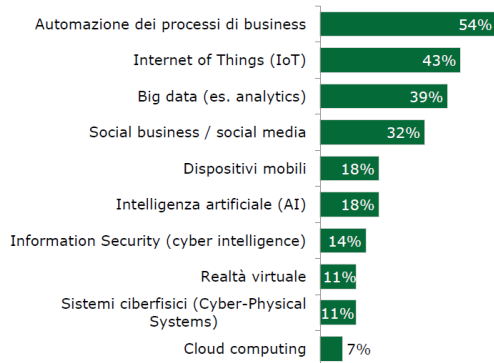 Automazione dei processi di business 54%
Internet of Things (IoT) 43%
Big data (es. analytics) 39%
Social business / social media 32%
Dispositivi mobili 18%
Intelligenza artificiale (AI) 18%
Information Security (cyber intelligence) 14%
Realtà virtuale 11%
Sistemi ciberfisici (Cyber-Physical
Systems) 11%
Cloud computing 7%